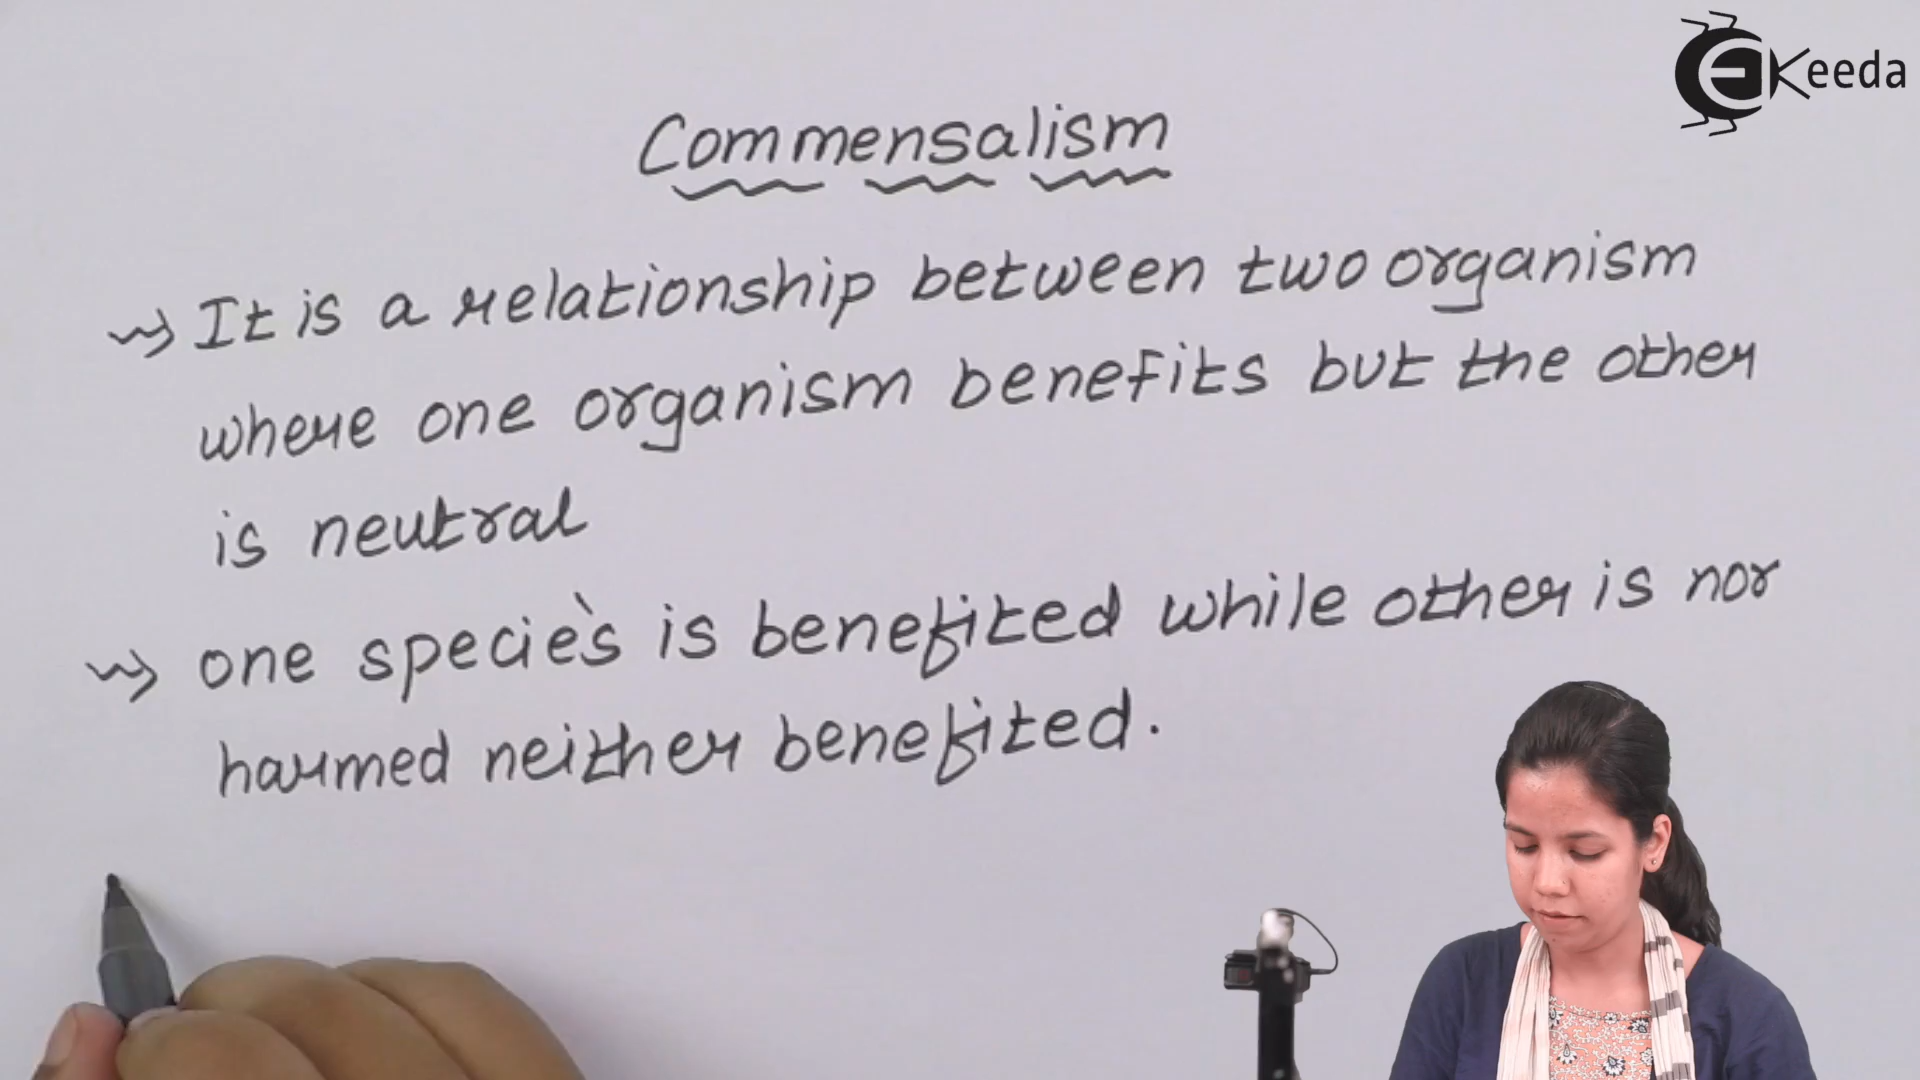 EKeeda
Commensalism
It is a relationship between two organism
where one organism benefits but the other
is neutral
one species is benefited while other is nor
harmed neither benefited.